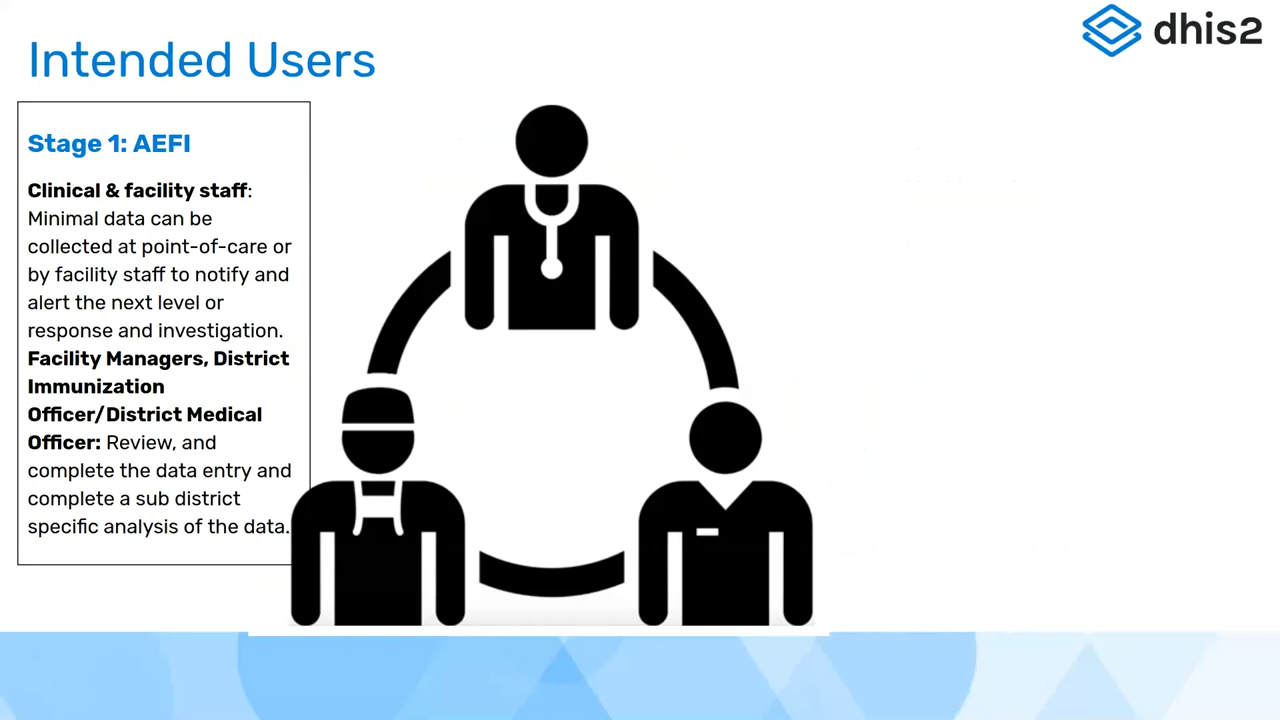 Intended Users
dhis2
Stage 1: AEFI
Clinical & facility staff:
Minimal data can be
collected at point-of-care or
by facility staff to notify and
alert the next level or
response and investigation.
Facility Managers, District
Immunization
Officer/District Medical
Officer: Review, and
complete the data entry and
complete a sub district
specific analysis of the data.